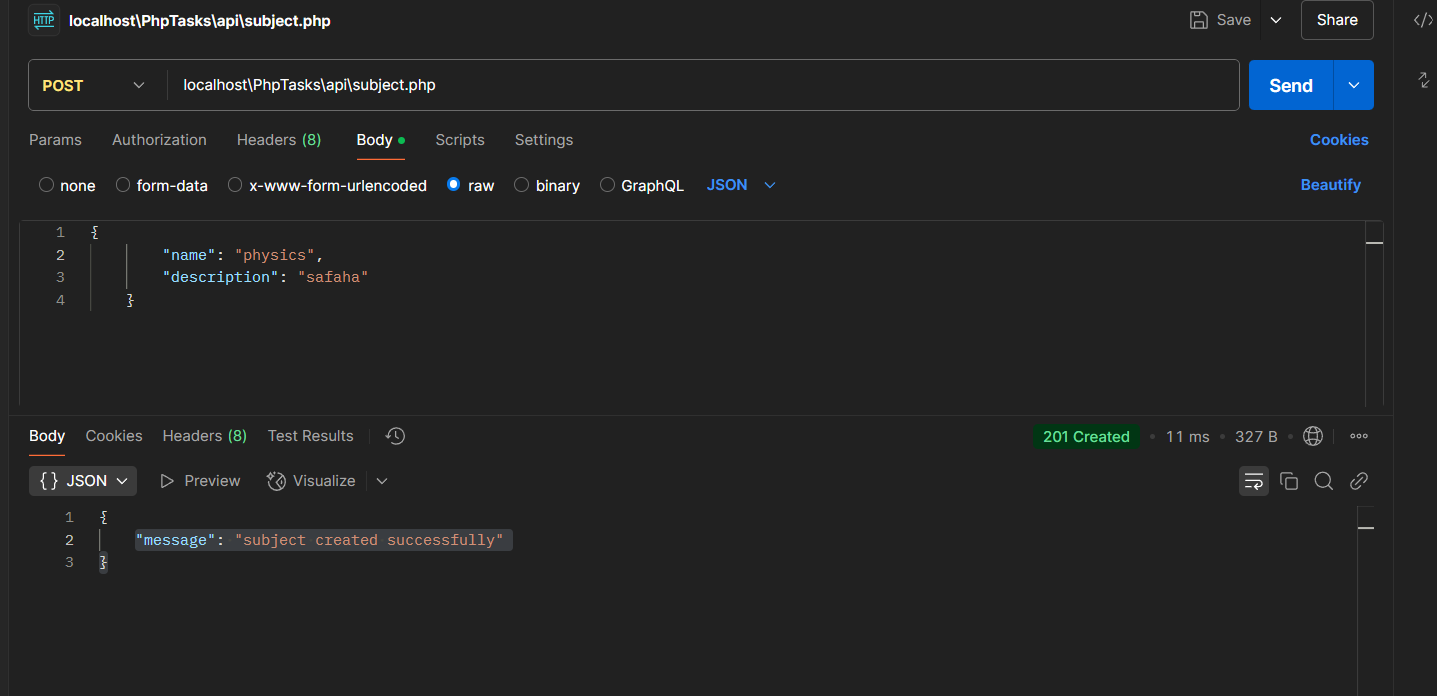 HTTP localhost\PhpTasks\api\subject.php Save Share </>
POST localhost\PhpTasks\api\subject.php Send
Params Authorization Headers (8) Body Scripts Settings Cookies
none form-data x-www-form-urlencoded raw binary GraphQL JSON Beautify
1 {
2 "name": "physics",
3 "description": "safaha"
4 }
Body Cookies Headers (8) Test Results 201 Created • 11 ms • 327 B •
{} JSON Preview Visualize
1 {
2 "message": "subject created successfully"
3 }